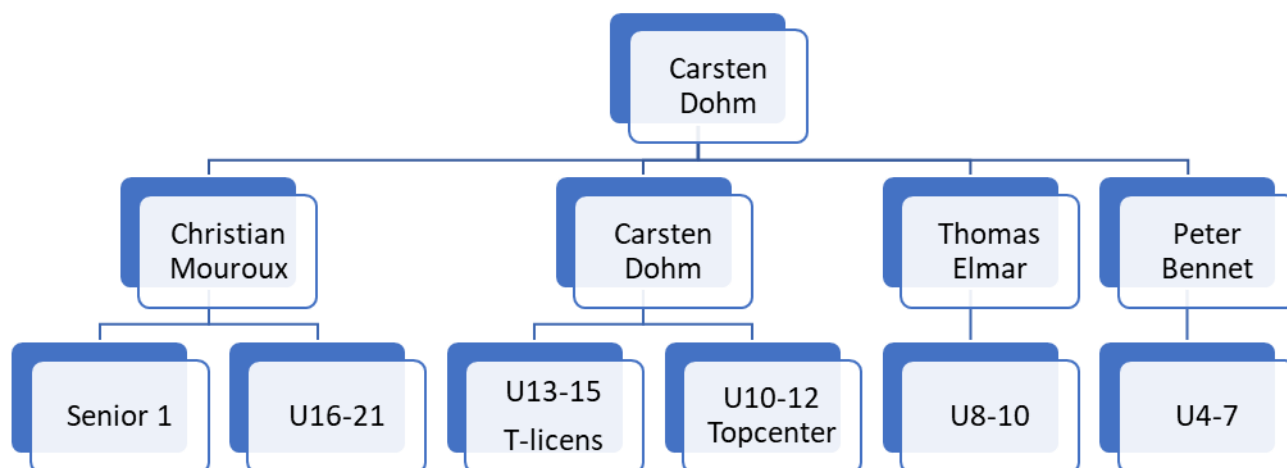 Carsten
Dohm
Christian
Mouroux
Carsten
Dohm
Thomas
Elmar
Peter
Bennet
Senior 1
U16-21
U13-15
T-licens
U10-12
Topcenter
U8-10
U4-7